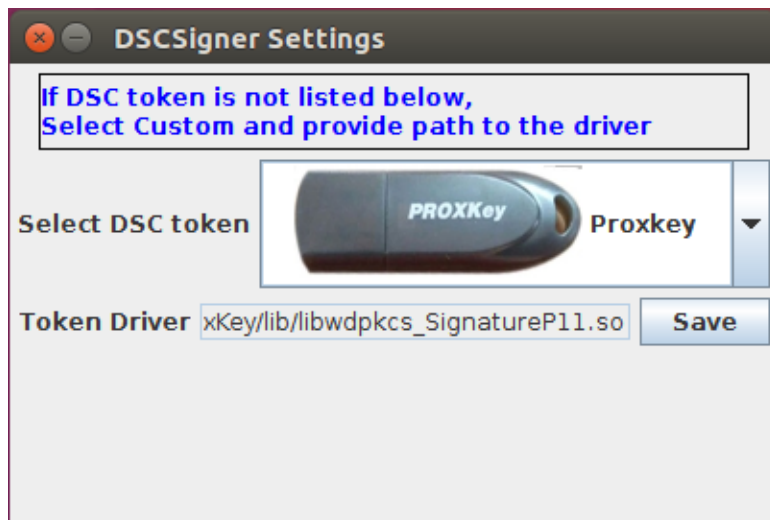 DSCSigner Settings
If DSC token is not listed below,
Select Custom and provide path to the driver
Select DSC token
PROXKey
Proxkey
Token Driver
xKey/lib/libwdpkcs_SignatureP11.so
Save